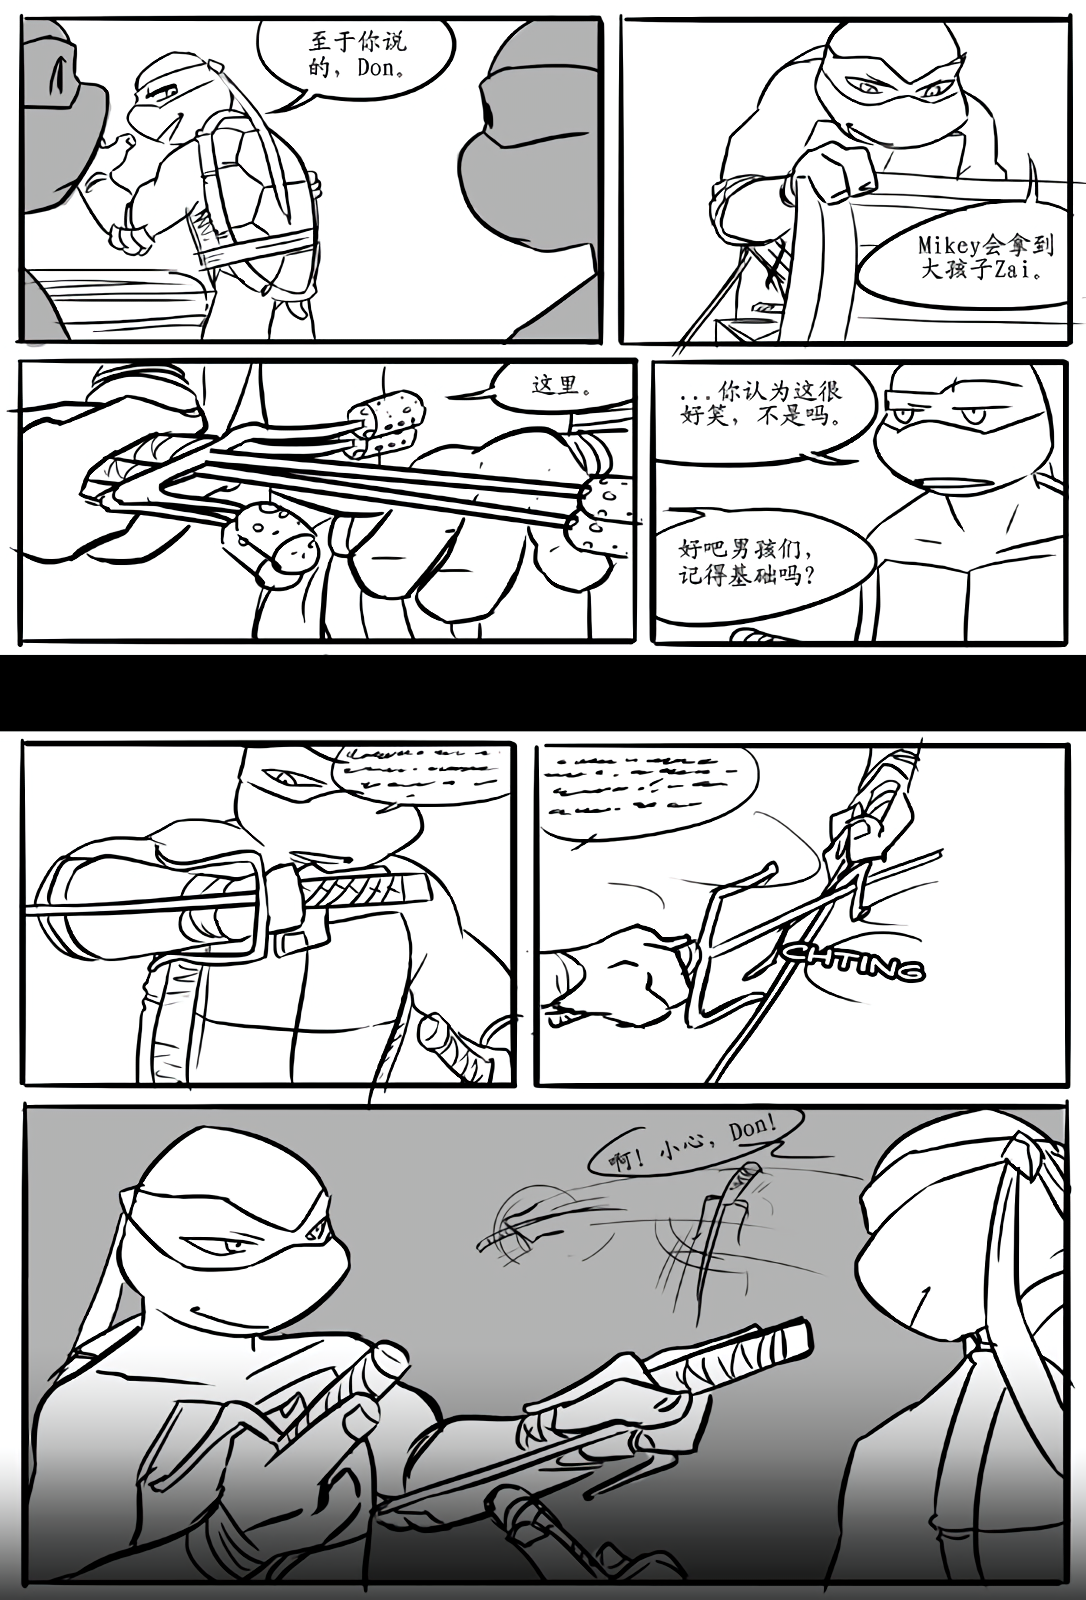 至于你说
的，Don。
Mikey会拿到
大孩子Zai。
这里。
...你认为这很
好笑，不是吗。
好吧男孩们，
记得基础吗？
CHTING
啊！小心，Don！